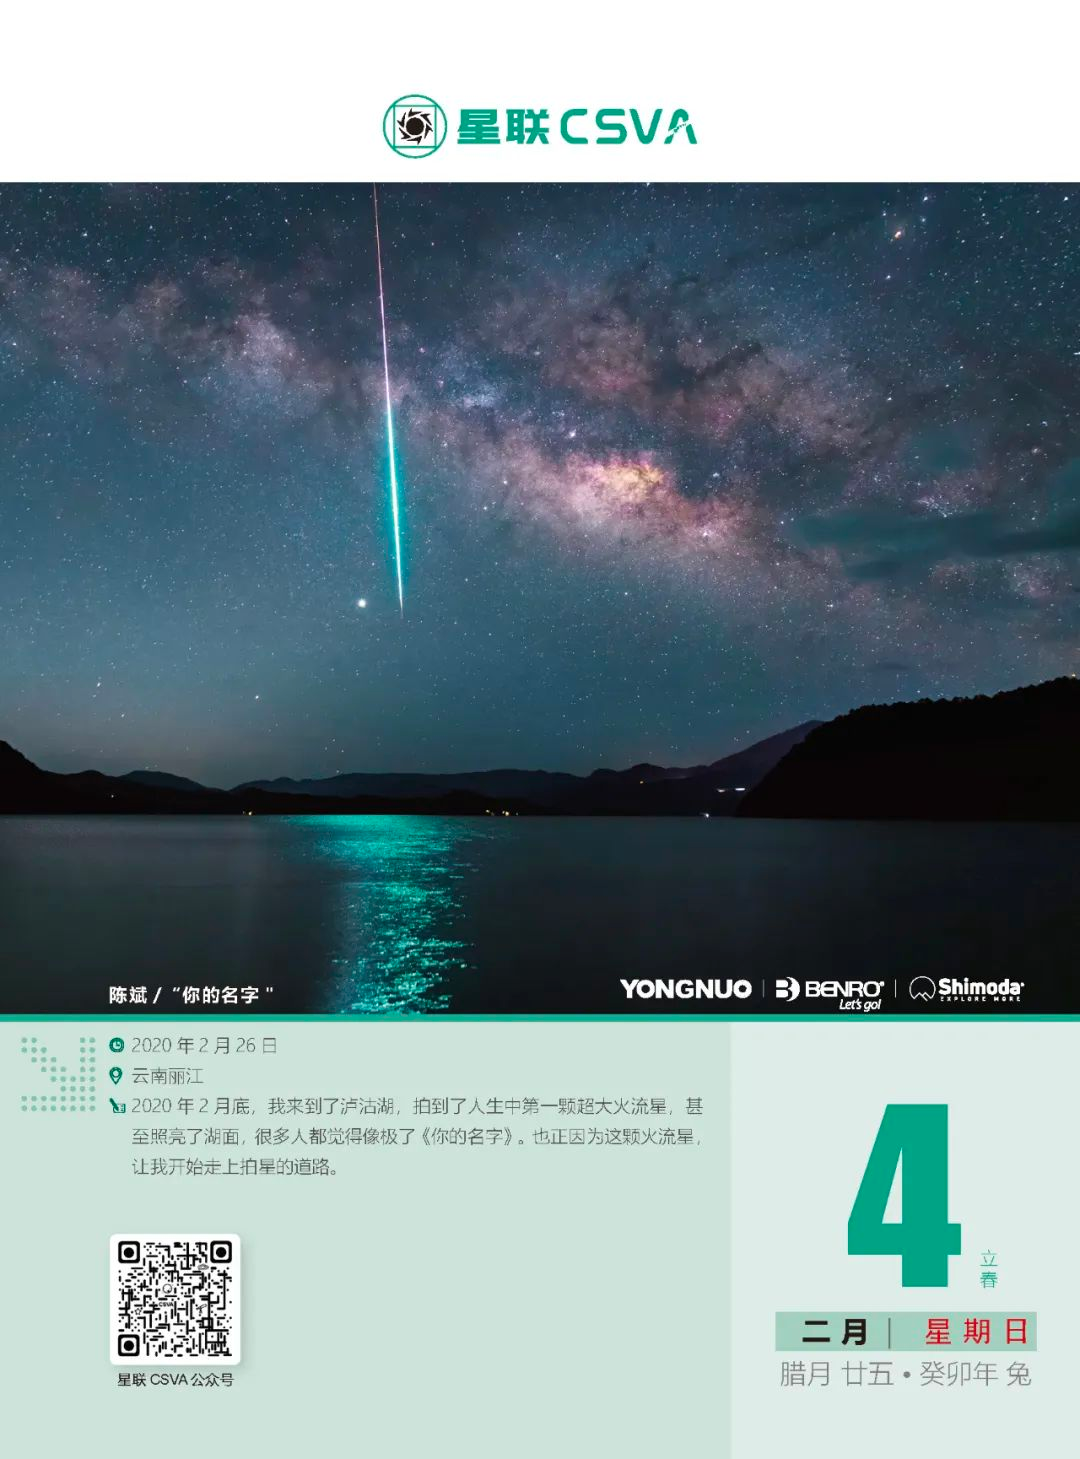 星联CSVA
陈斌 / “你的名字 "
YONGNUO | BENRO Let's go! | Shimoda EXPLORE MORE
2020 年 2 月 26 日
云南丽江
2020 年 2 月底，我来到了泸沽湖，拍到了人生中第一颗超大火流星，甚
至照亮了湖面，很多人都觉得像极了《你的名字》。也正因为这颗火流星，
让我开始走上拍星的道路。
4
立春
二月 | 星期日
腊月 廿五 • 癸卯年 兔
CSVA
星联 CSVA 公众号